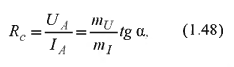 R_c = U_A / I_A = m_U / m_I tg α. (1.48)